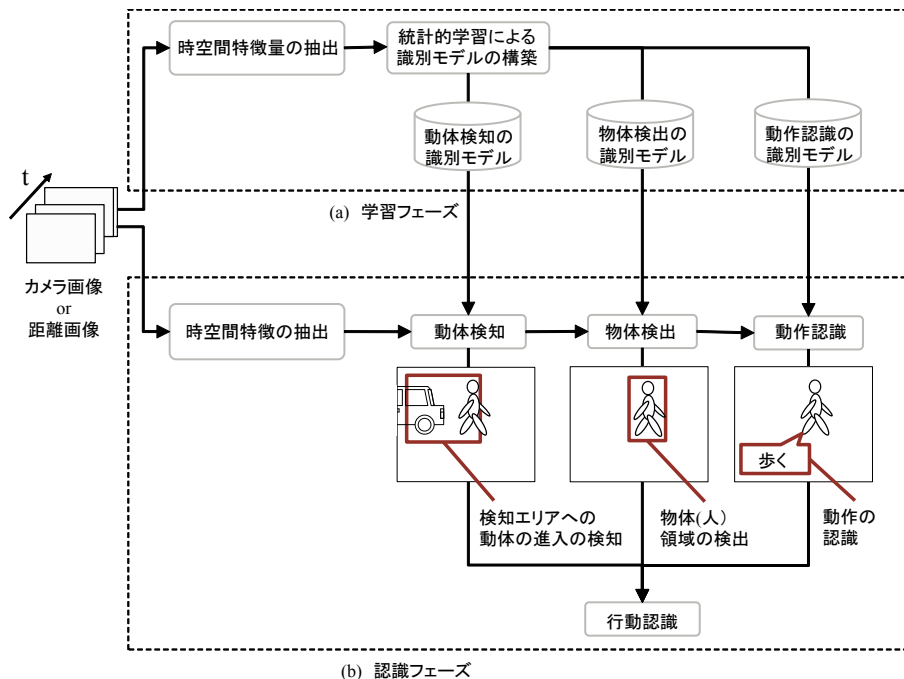 時空間特徴量の抽出
統計的学習による
識別モデルの構築
動体検知の
識別モデル
物体検出の
識別モデル
動作認識の
識別モデル
t
(a) 学習フェーズ
カメラ画像
or
距離画像
時空間特徴の抽出
動体検知
物体検出
動作認識
歩く
検知エリアへの
動体の進入の検知
物体(人)
領域の検出
動作の
認識
行動認識
(b) 認識フェーズ